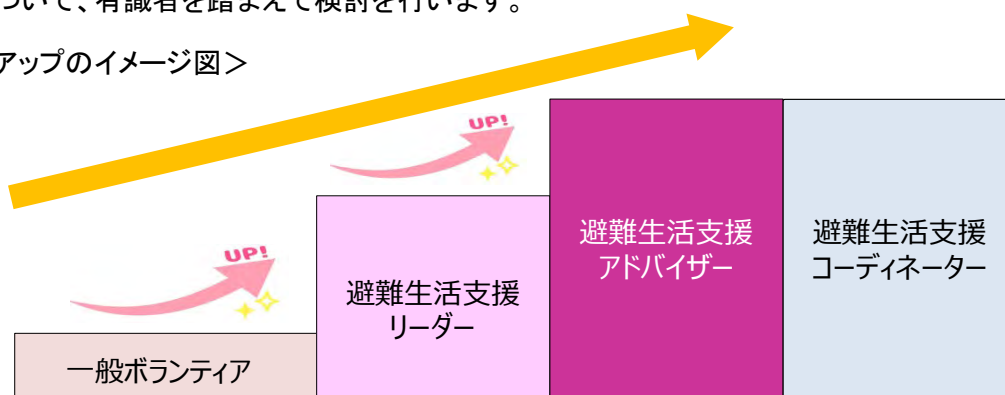 ついて、有識者を踏まえて検討を行います。
アップのイメージ図＞
UP!
UP!
避難生活支援
アドバイザー
避難生活支援
コーディネーター
避難生活支援
リーダー
一般ボランティア